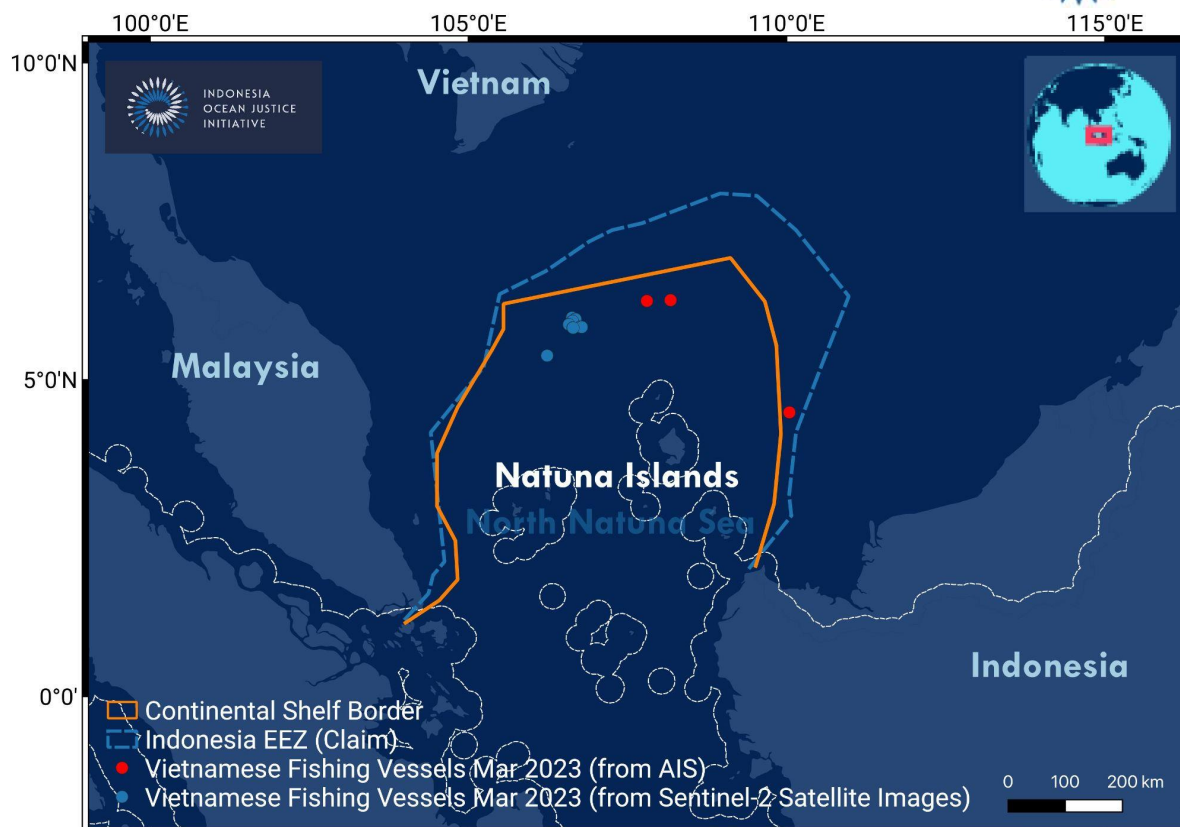 100°0'E 105°0'E 110°0'E 115°0'E
10°0'N
Vietnam
INDONESIA
OCEAN JUSTICE
INITIATIVE
5°0'N
Malaysia
Natuna Islands
North Natuna Sea
Indonesia
0°0'
Continental Shelf Border
Indonesia EEZ (Claim)
Vietnamese Fishing Vessels Mar 2023 (from AIS)
Vietnamese Fishing Vessels Mar 2023 (from Sentinel-2 Satellite Images)
0 100 200 km